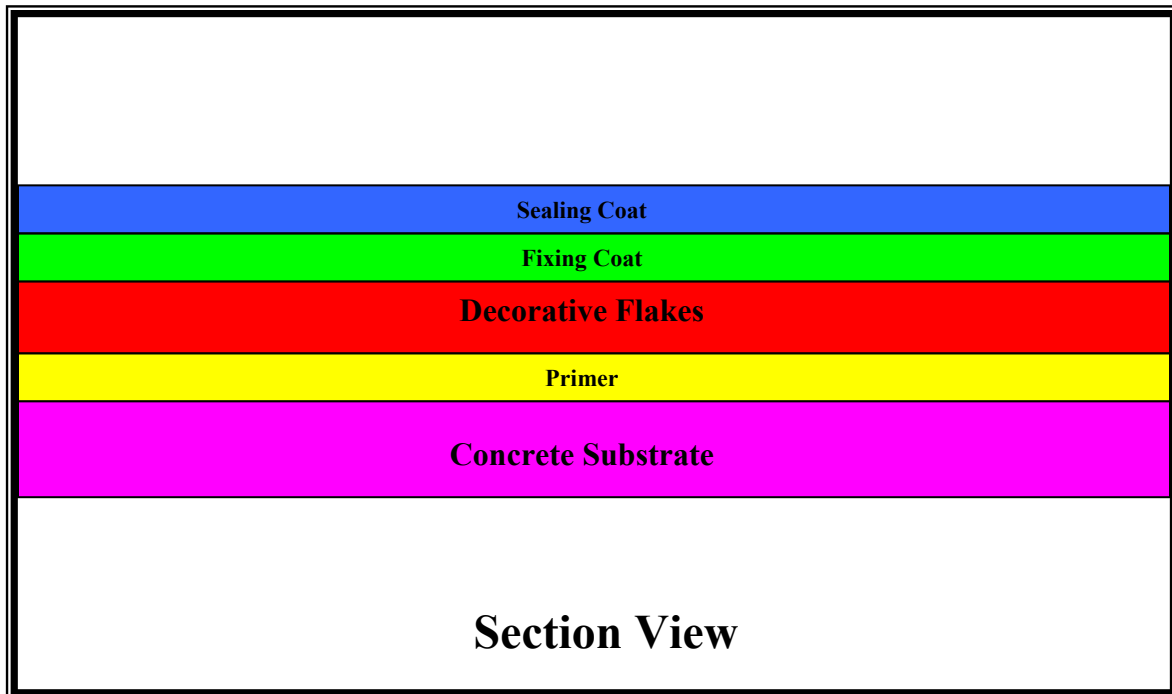 Sealing Coat
Fixing Coat
Decorative Flakes
Primer
Concrete Substrate
Section View